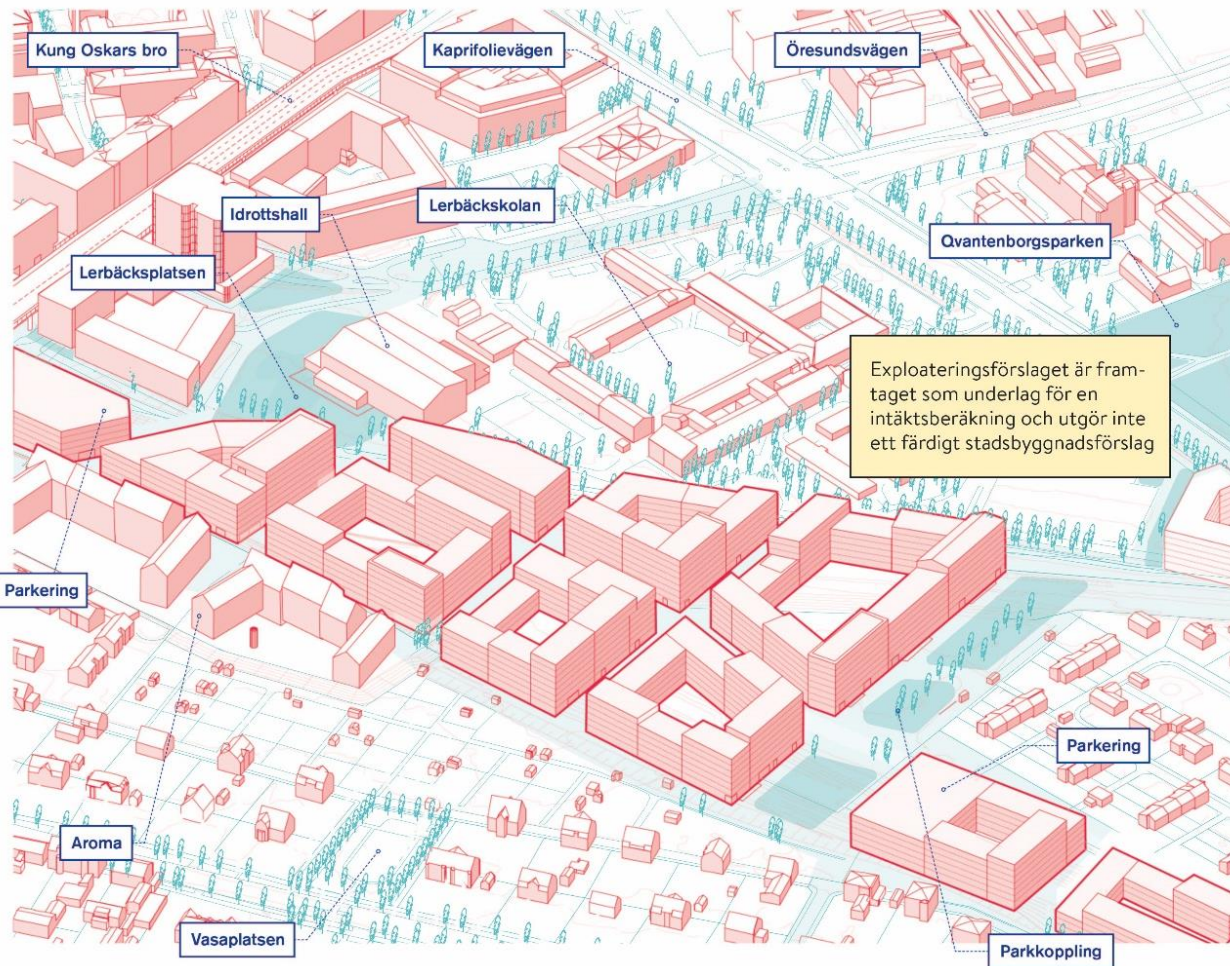 Kung Oskars bro
Kaprifolievägen
Öresundsvägen
Idrottshall
Lerbäckskolan
Qvantenborgsparken
Lerbäcksplatsen
Exploateringsförslaget är fram-
taget som underlag för en
intäktsberäkning och utgör inte
ett färdigt stadsbyggnadsförslag
Parkering
Parkering
Aroma
Vasaplatsen
Parkkoppling